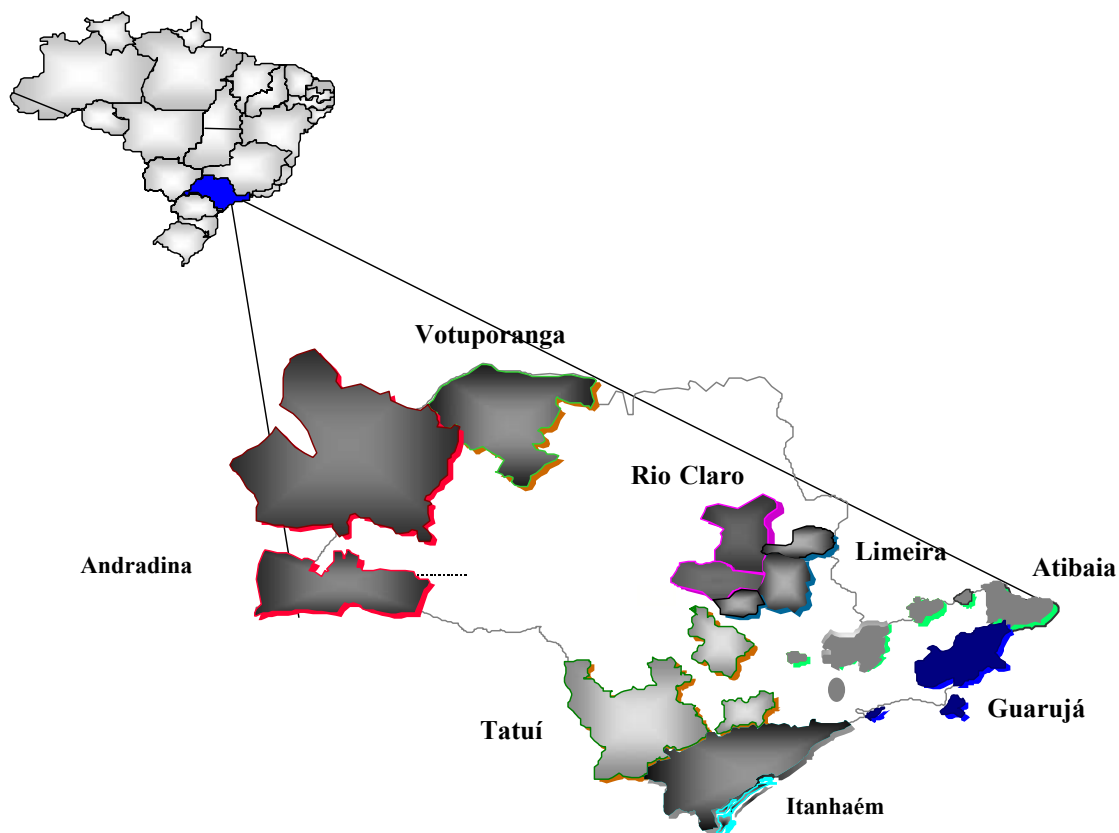 Votuporanga
Rio Claro
Limeira
Andradina
Atibaia
Guarujá
Tatuí
Itanhaém